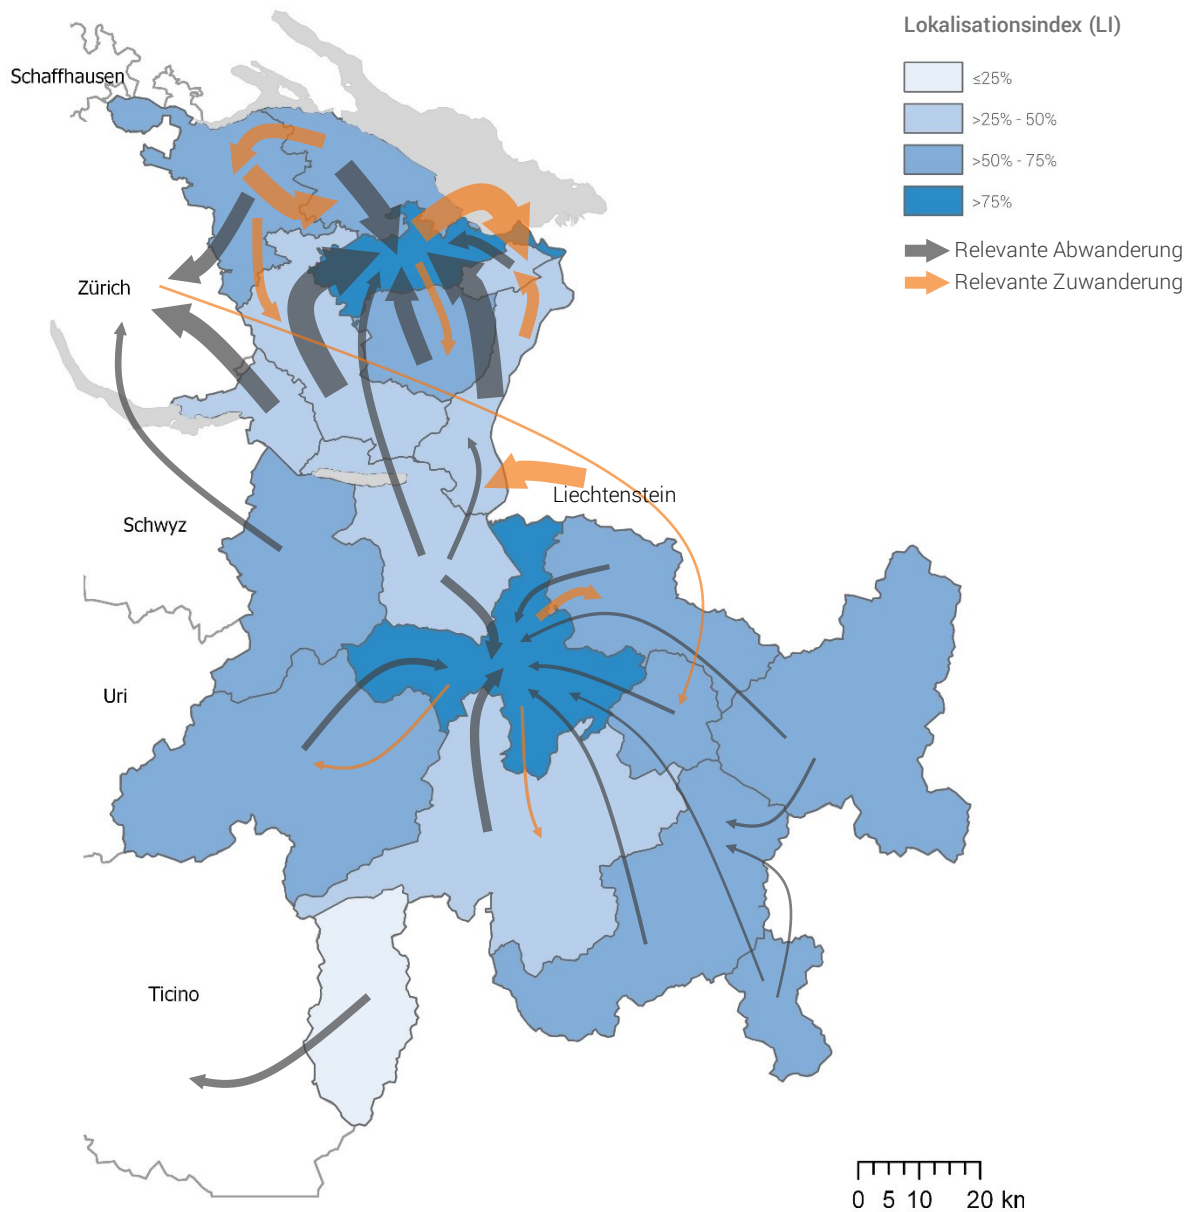 Lokalisationsindex (LI)
≤25%
>25% - 50%
>50% - 75%
>75%
Relevante Abwanderung
Relevante Zuwanderung
Schaffhausen
Zürich
Liechtenstein
Schwyz
Uri
Ticino
0 5 10 20 kn